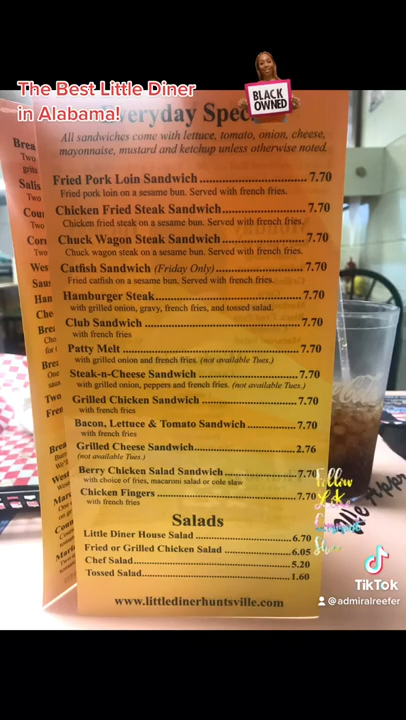 The Best Little Diner
in Alabama!
BLACK
OWNED
Everyday Spec
All sandwiches come with lettuce, tomato, onion, cheese,
mayonnaise, mustard and ketchup unless otherwise noted.
Fried Pork Loin Sandwich 7.70
Fried pork loin on a sesame bun. Served with french fries.
Chicken Fried Steak Sandwich 7.70
Chicken fried steak on a sesame bun. Served with french fries.
Chuck Wagon Steak Sandwich 7.70
Chuck wagon steak on a sesame bun. Served with french fries.
Catfish Sandwich (Friday Only) 7.70
Fried catfish on a sesame bun. Served with french fries.
Hamburger Steak 7.70
with grilled onion, gravy, french fries, and tossed salad.
Club Sandwich 7.70
with french fries
Patty Melt 7.70
with grilled onion and french fries. (not available Tues.)
Steak-n-Cheese Sandwich 7.70
with grilled onion, peppers and french fries. (not available Tues.)
Grilled Chicken Sandwich 7.70
with french fries
Bacon, Lettuce & Tomato Sandwich 7.70
with french fries
Grilled Cheese Sandwich 2.76
(not available Tues.)
Berry Chicken Salad Sandwich 7.70
with choice of fries, macaroni salad or cole slaw
Chicken Fingers 7.70
with french fries
Salads
Little Diner House Salad 6.70
Fried or Grilled Chicken Salad 6.05
Chef Salad 5.20
Tossed Salad 1.60
www.littledinerhuntsville.com
Follow
TikTok
@admiralreefer